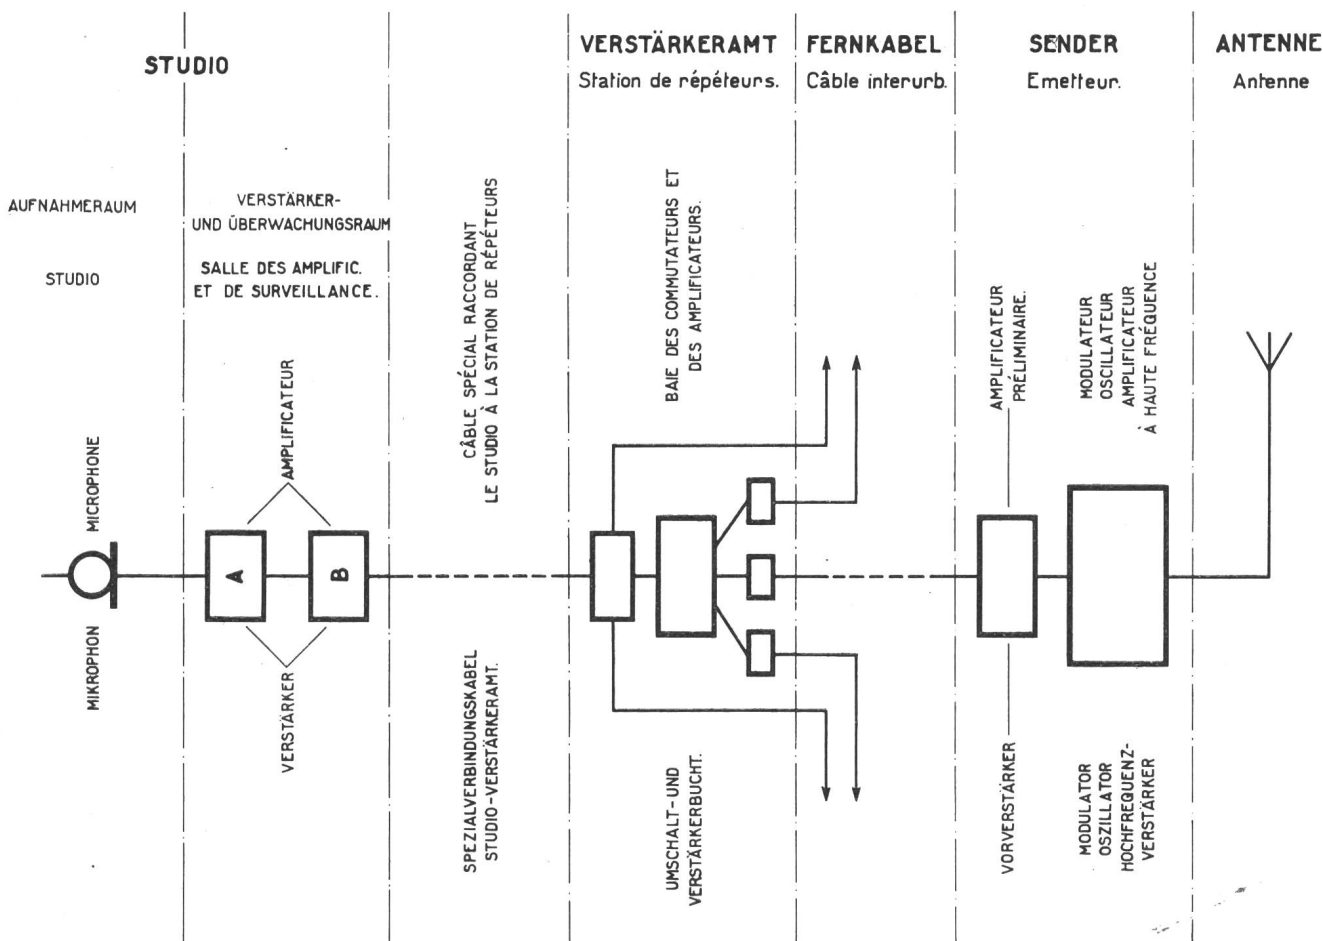 STUDIO
VERSTÄRKERAMT
Station de répéteurs.
FERNKABEL
Câble interurb.
SENDER
Emetteur.
ANTENNE
Antenne
AUFNAHMERAUM
STUDIO
VERSTÄRKER-
UND ÜBERWACHUNGSRAUM
SALLE DES AMPLIFIC.
ET DE SURVEILLANCE.
CÂBLE SPÉCIAL RACCORDANT
LE STUDIO À LA STATION DE RÉPÉTEURS
BAIE DES COMMUTATEURS ET
DES AMPLIFICATEURS.
AMPLIFICATEUR
PRÉLIMINAIRE.
MODULATEUR
OSCILLATEUR
AMPLIFICATEUR
À HAUTE FRÉQUENCE
MICROPHONE
AMPLIFICATEUR
A
B
MIKROPHON
VERSTÄRKER
SPEZIALVERBINDUNGSKABEL
STUDIO-VERSTÄRKERAMT.
UMSCHALT- UND
VERSTÄRKERBUCHT.
VORVERSTÄRKER
MODULATOR
OSZILLATOR
HOCHFREQUENZ-
VERSTÄRKER